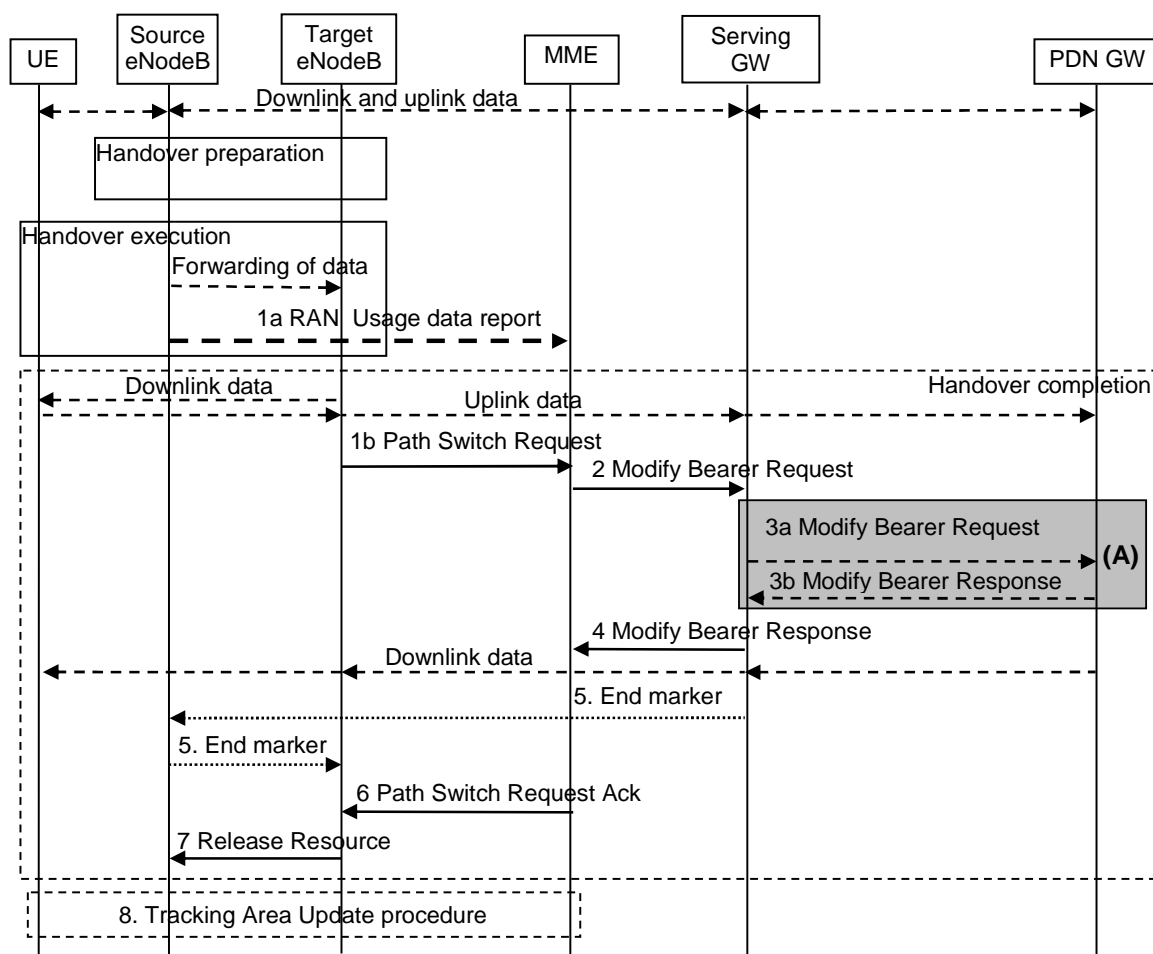 UE
Source
eNodeB
Target
eNodeB
MME
Serving
GW
PDN GW
Downlink and uplink data
Handover preparation
Handover execution
Forwarding of data
1a RAN Usage data report
Downlink data
Handover completion
Uplink data
1b Path Switch Request
2 Modify Bearer Request
3a Modify Bearer Request
(A)
3b Modify Bearer Response
4 Modify Bearer Response
Downlink data
5. End marker
5. End marker
6 Path Switch Request Ack
7 Release Resource
8. Tracking Area Update procedure